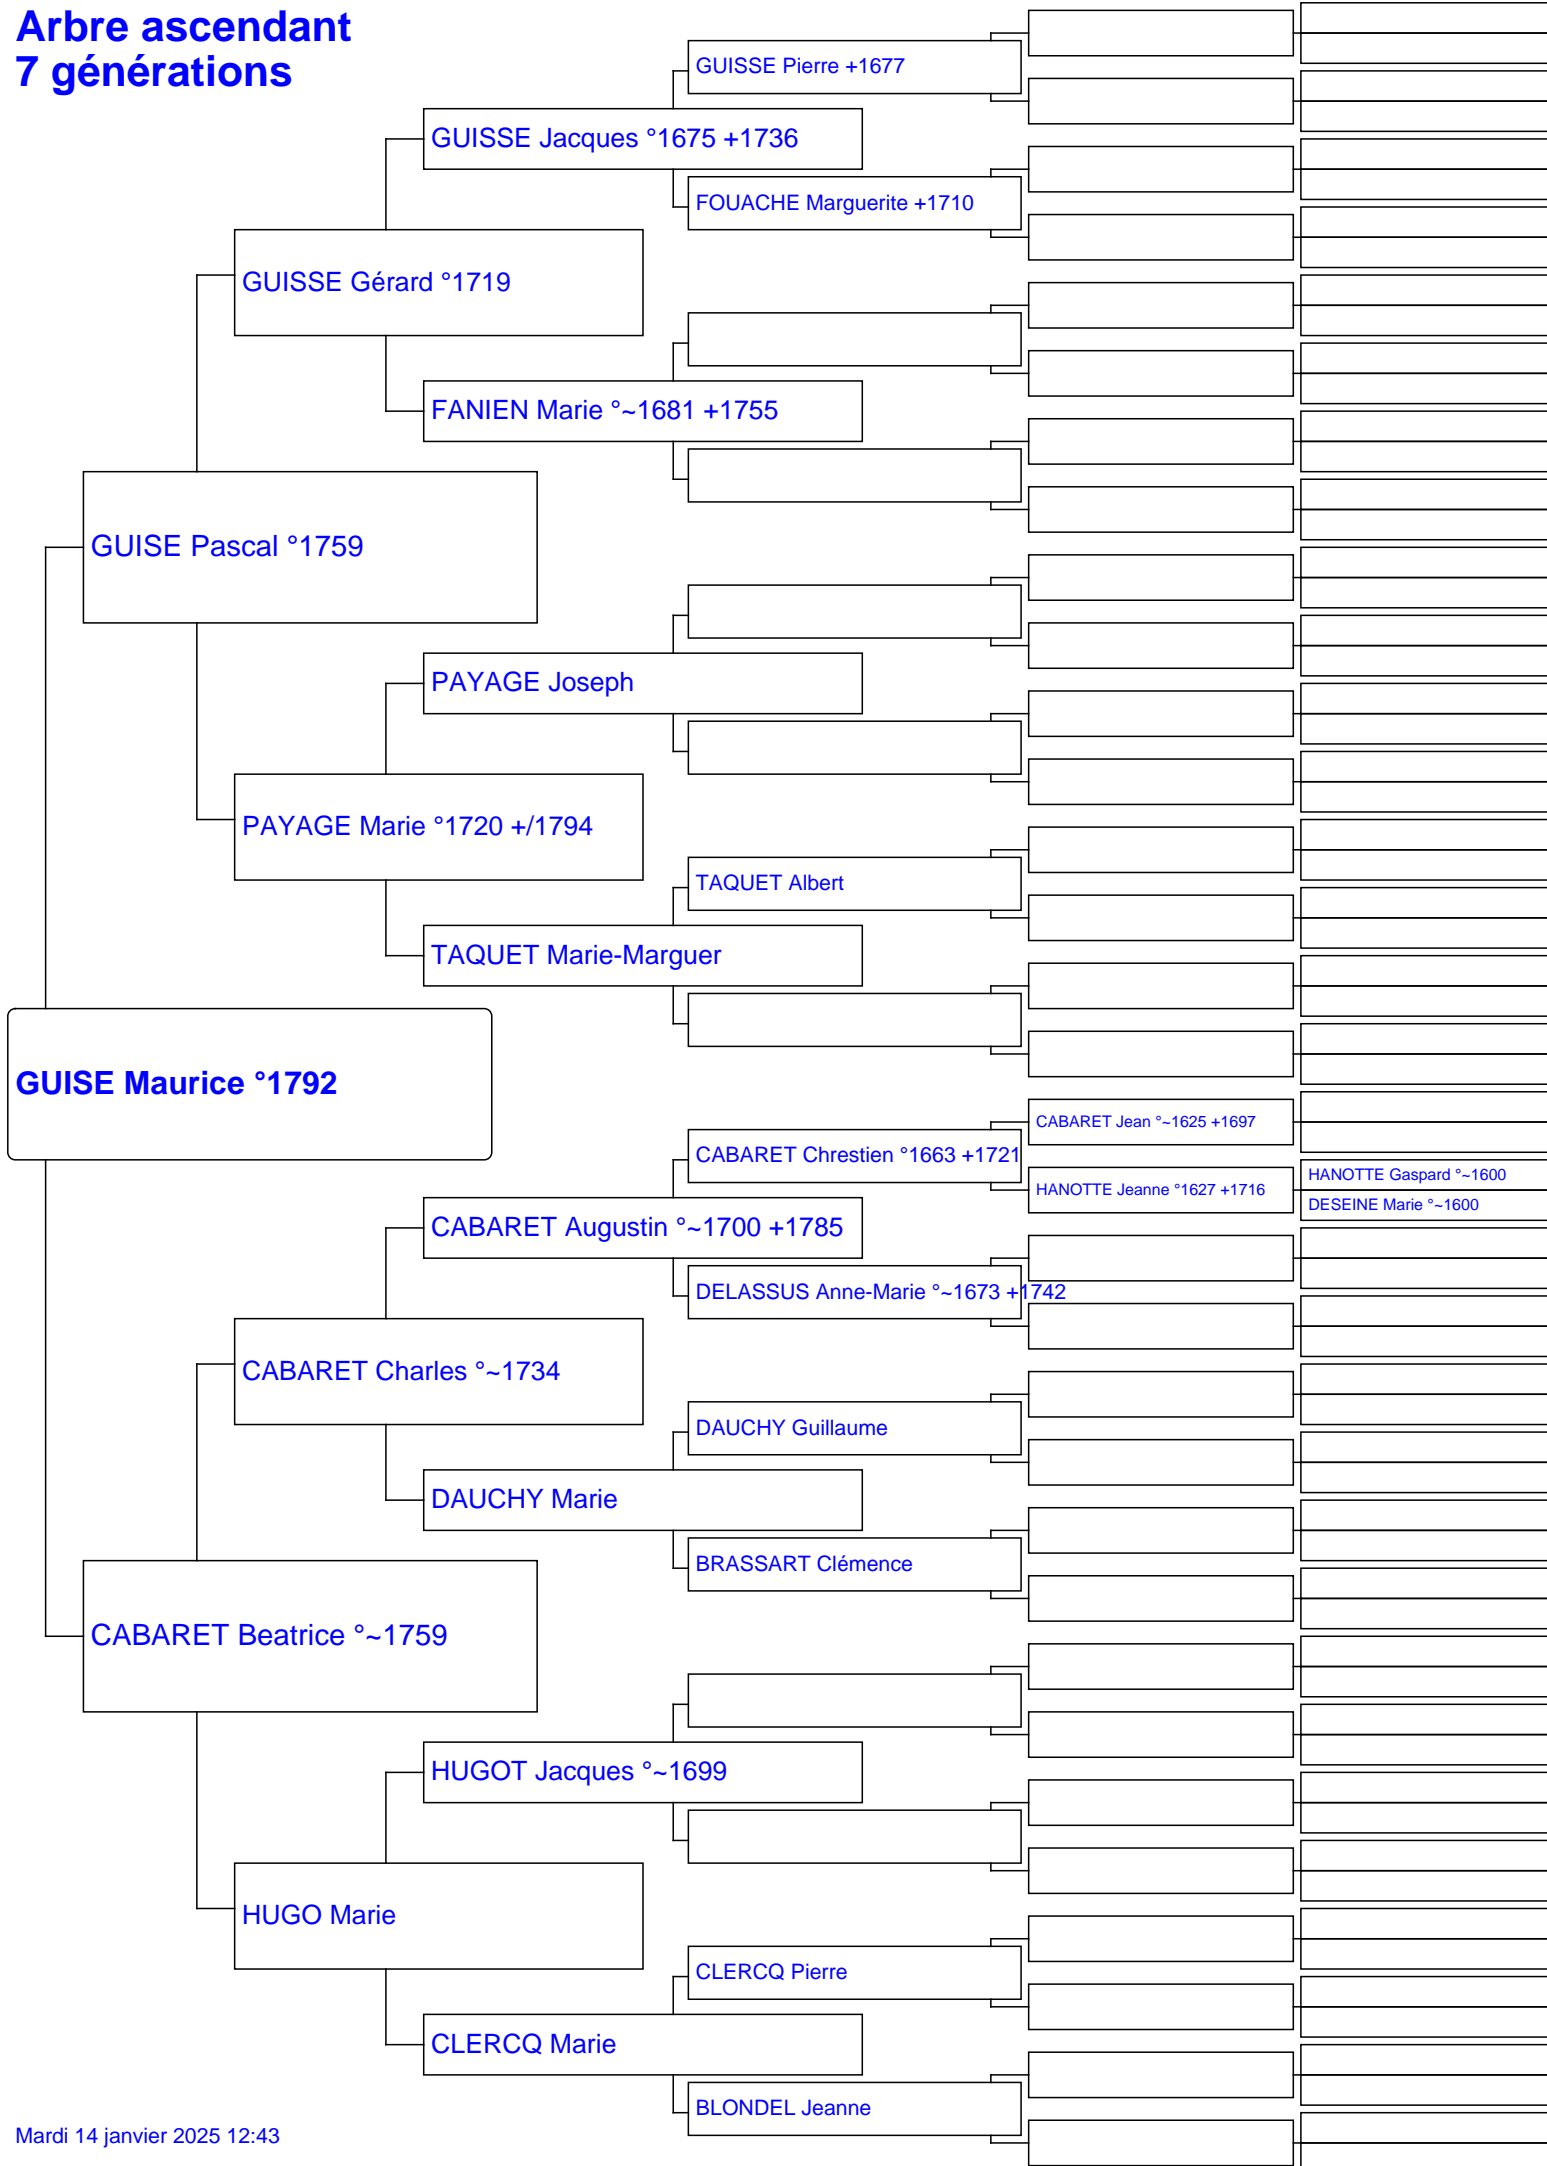 Arbre ascendant
7 générations
GUISSE Pierre +1677
GUISSE Jacques °1675 +1736
FOUACHE Marguerite +1710
GUISSE Gérard °1719
FANIEN Marie °~1681 +1755
GUISE Pascal °1759
PAYAGE Joseph
PAYAGE Marie °1720 +/1794
TAQUET Albert
TAQUET Marie-Marguer
GUISE Maurice °1792
CABARET Jean °~1625 +1697
CABARET Chrestien °1663 +1721
HANOTTE Gaspard °~1600
HANOTTE Jeanne °1627 +1716
DESEINE Marie °~1600
CABARET Augustin °~1700 +1785
DELASSUS Anne-Marie °~1673 +1742
CABARET Charles °~1734
DAUCHY Guillaume
DAUCHY Marie
BRASSART Clémence
CABARET Beatrice °~1759
HUGOT Jacques °~1699
HUGO Marie
CLERCQ Pierre
CLERCQ Marie
BLONDEL Jeanne
Mardi 14 janvier 2025 12:43